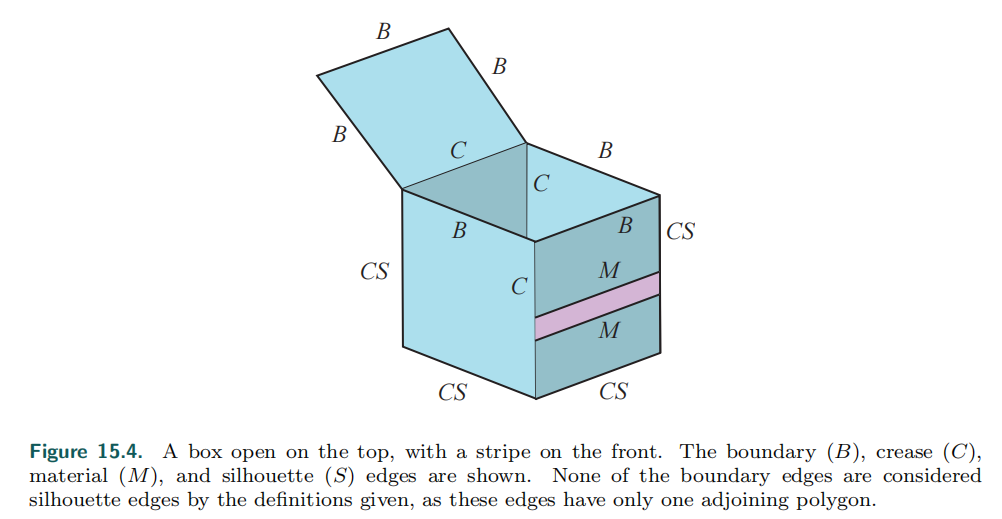 B
B
B
C
B
C
B
B
CS
CS
M
C
M
CS
CS
Figure 15.4. A box open on the top, with a stripe on the front. The boundary (B), crease (C),
material (M), and silhouette (S) edges are shown. None of the boundary edges are considered
silhouette edges by the definitions given, as these edges have only one adjoining polygon.